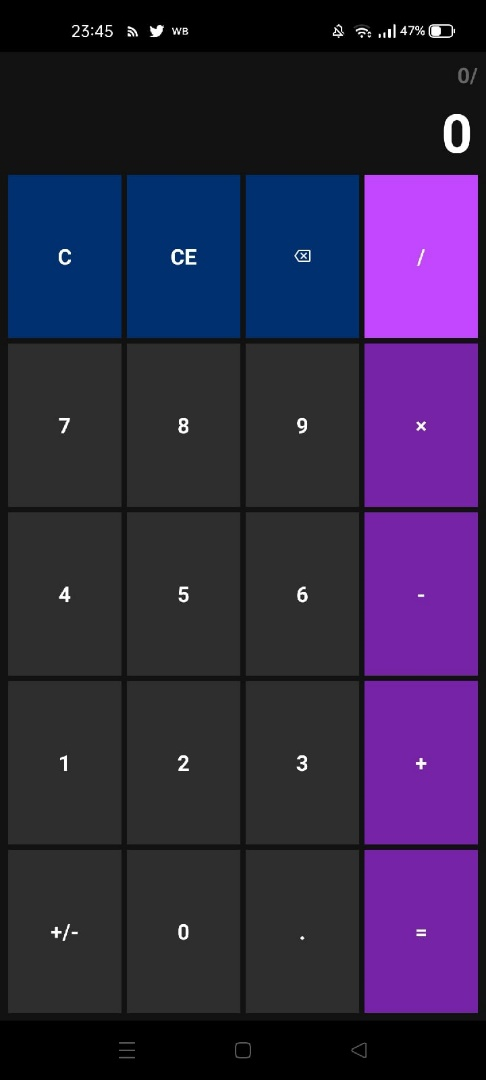 23:45 WB 47%
0/
0
C CE /
7 8 9 ×
4 5 6 -
1 2 3 +
+/- 0 . =